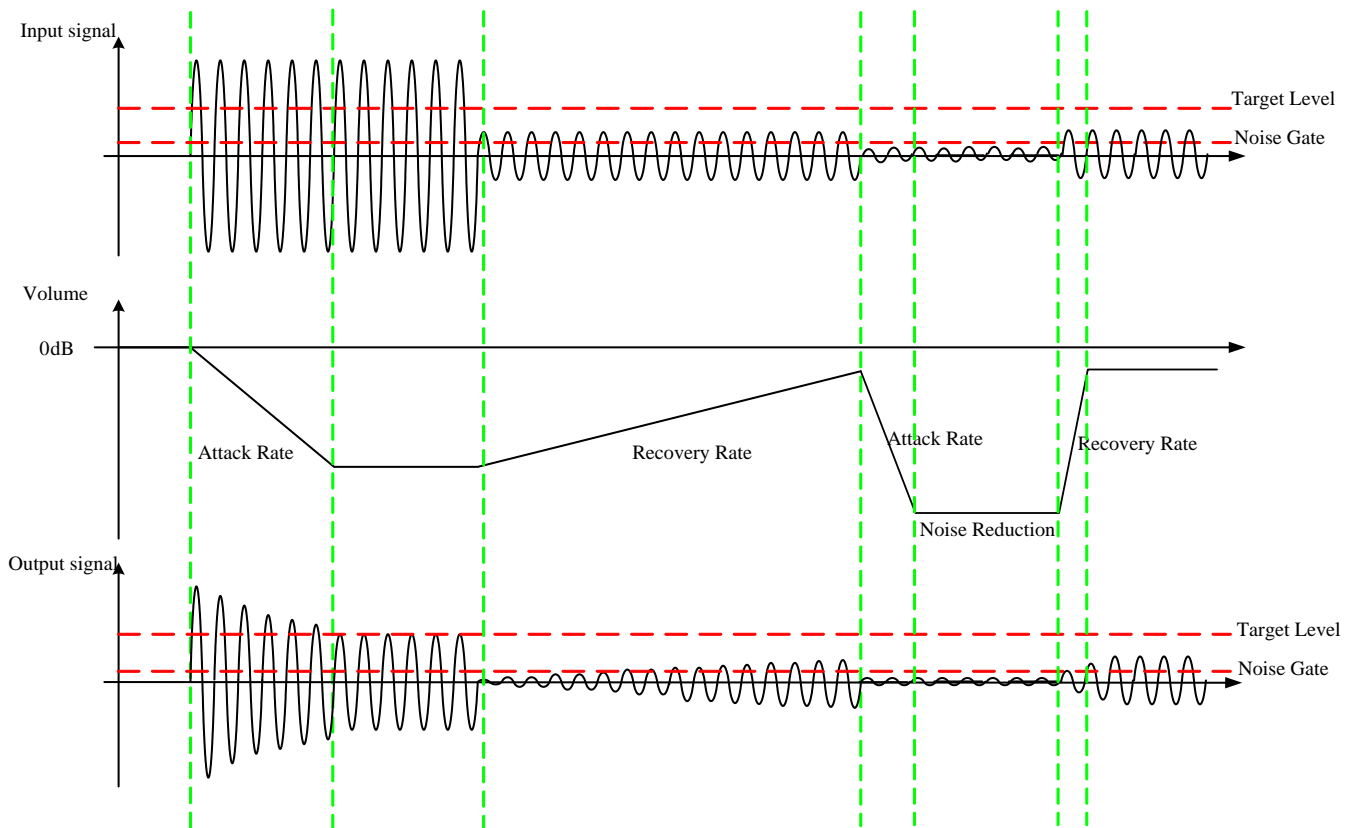 Input signal
Target Level
Noise Gate
Volume
0dB
Attack Rate
Recovery Rate
Attack Rate
Recovery Rate
Noise Reduction
Output signal
Target Level
Noise Gate